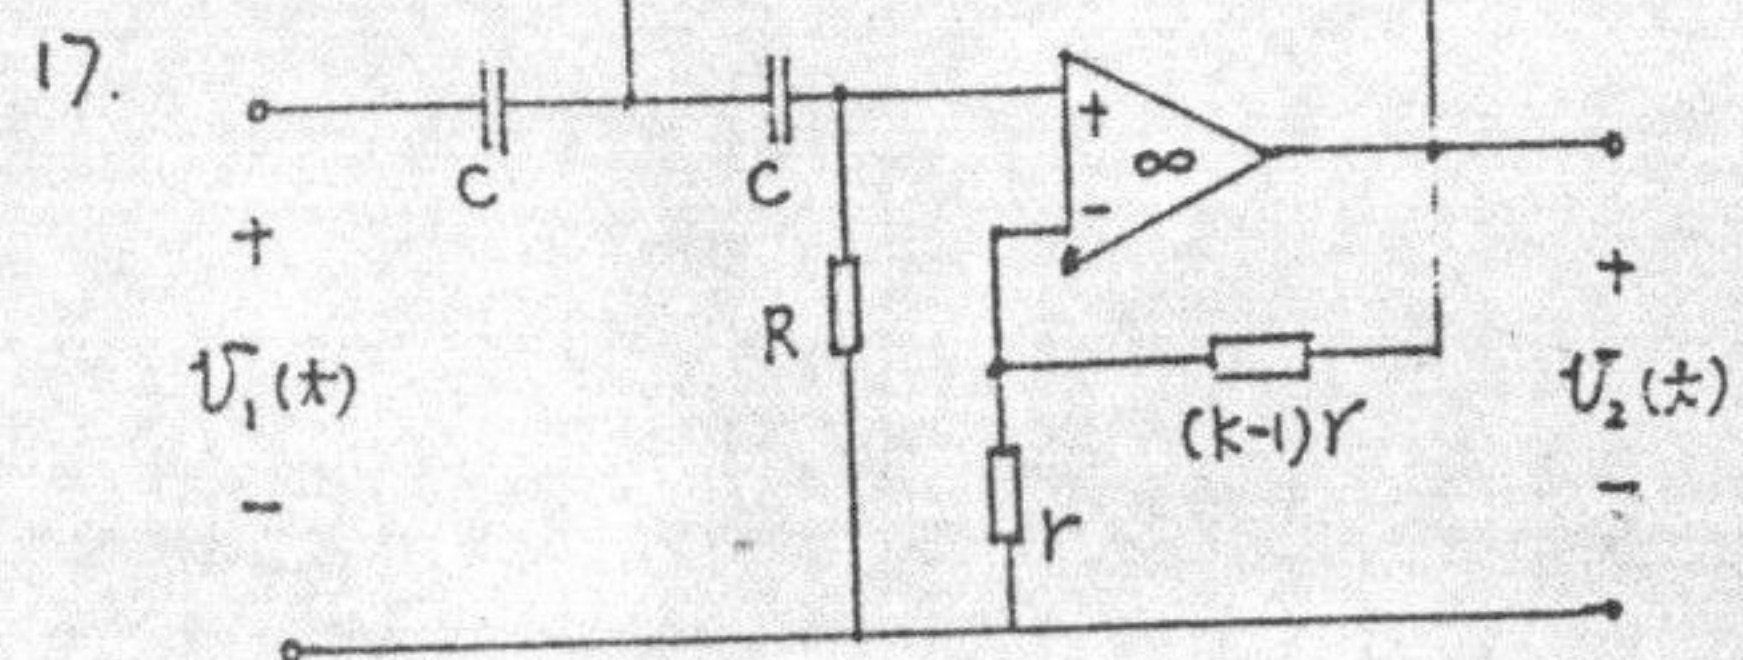 17.
C
C
+
∞
-
+
v₁(t)
-
R
(k-1)r
r
+
v₂(t)
-